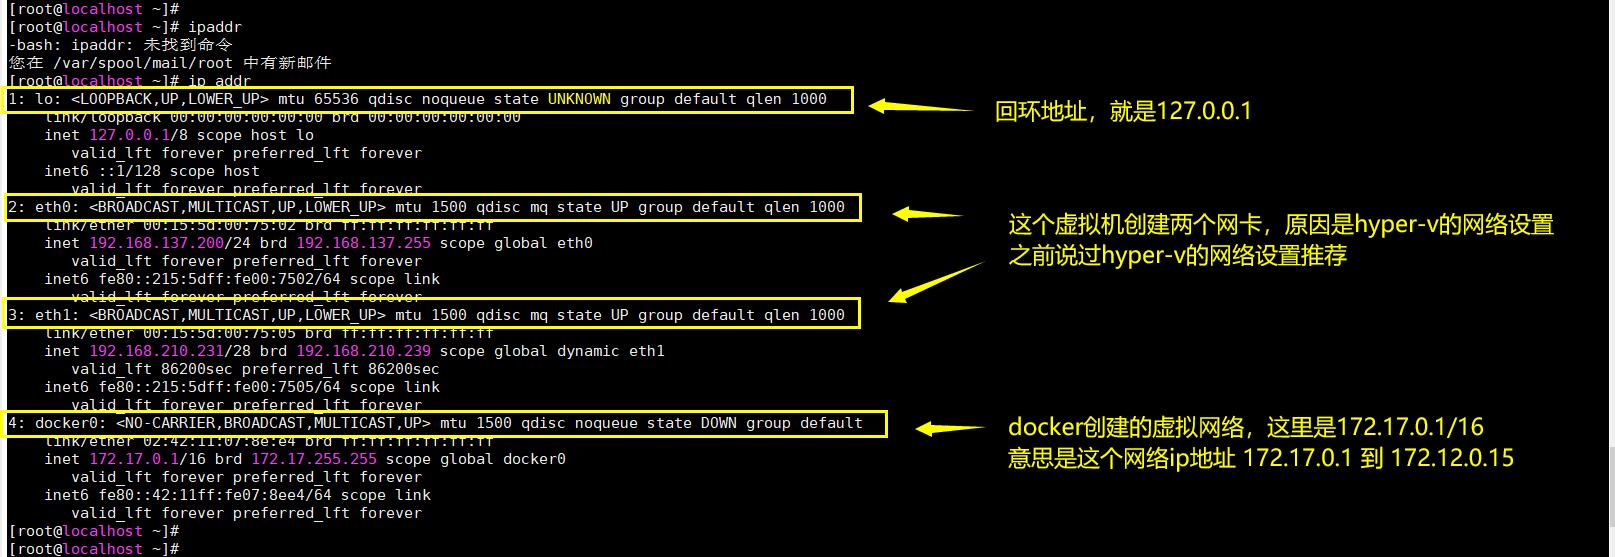 [root@localhost ~]#
[root@localhost ~]# ipaddr
-bash: ipaddr: 未找到命令
您在 /var/spool/mail/root 中有新邮件
[root@localhost ~]# ip addr
1: lo: <LOOPBACK,UP,LOWER_UP> mtu 65536 qdisc noqueue state UNKNOWN group default qlen 1000
回环地址，就是127.0.0.1
link/loopback 00:00:00:00:00:00 brd 00:00:00:00:00:00
inet 127.0.0.1/8 scope host lo
valid_lft forever preferred_lft forever
inet6 ::1/128 scope host
valid_lft forever preferred_lft forever
2: eth0: <BROADCAST,MULTICAST,UP,LOWER_UP> mtu 1500 qdisc mq state UP group default qlen 1000
link/ether 00:15:5d:00:75:02 brd ff:ff:ff:ff:ff:ff
inet 192.168.137.200/24 brd 192.168.137.255 scope global eth0
valid_lft forever preferred_lft forever
inet6 fe80::215:5dff:fe00:7502/64 scope link
valid_lft forever preferred_lft forever
这个虚拟机创建两个网卡，原因是hyper-v的网络设置
之前说过hyper-v的网络设置推荐
3: eth1: <BROADCAST,MULTICAST,UP,LOWER_UP> mtu 1500 qdisc mq state UP group default qlen 1000
link/ether 00:15:5d:00:75:05 brd ff:ff:ff:ff:ff:ff
inet 192.168.210.231/28 brd 192.168.210.239 scope global dynamic eth1
valid_lft 86200sec preferred_lft 86200sec
inet6 fe80::215:5dff:fe00:7505/64 scope link
valid_lft forever preferred_lft forever
4: docker0: <NO-CARRIER,BROADCAST,MULTICAST,UP> mtu 1500 qdisc noqueue state DOWN group default
docker创建的虚拟网络，这里是172.17.0.1/16
意思是这个网络ip地址 172.17.0.1 到 172.12.0.15
link/ether 02:42:11:07:8e:e4 brd ff:ff:ff:ff:ff:ff
inet 172.17.0.1/16 brd 172.17.255.255 scope global docker0
valid_lft forever preferred_lft forever
inet6 fe80::42:11ff:fe07:8ee4/64 scope link
valid_lft forever preferred_lft forever
[root@localhost ~]#
[root@localhost ~]#